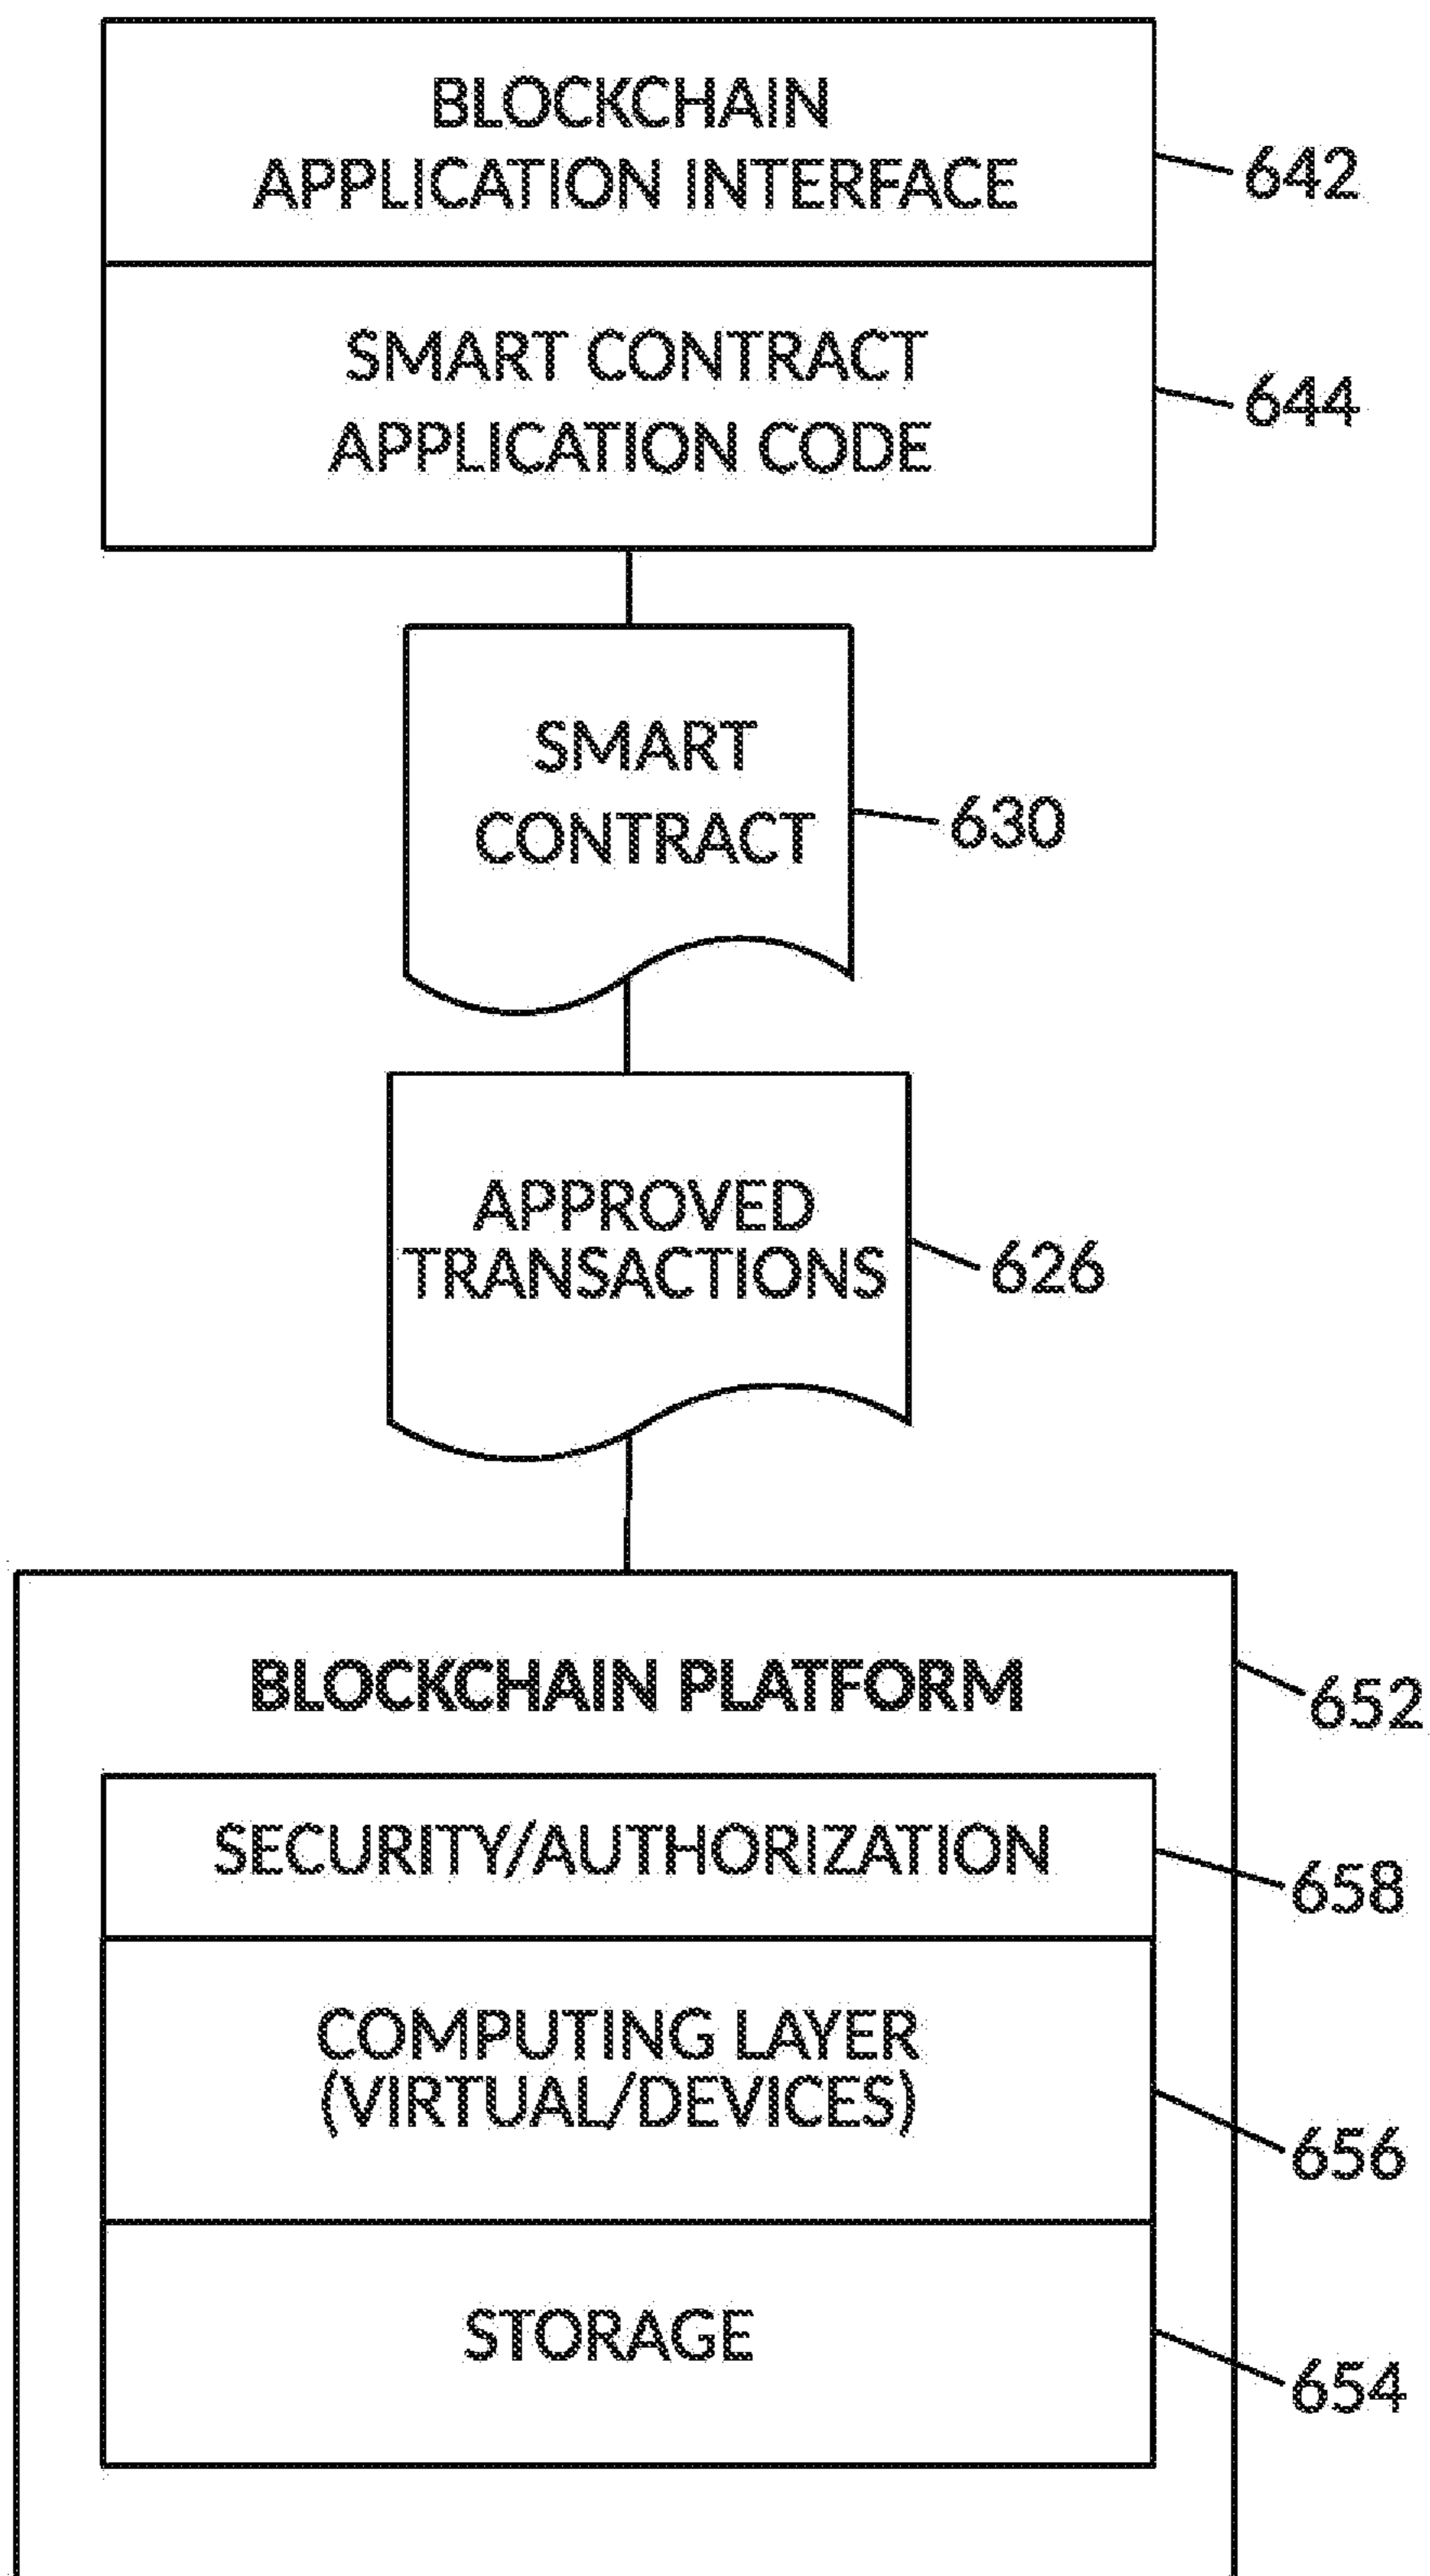 BLOCKCHAIN
APPLICATION INTERFACE
642
SMART CONTRACT
APPLICATION CODE
644
SMART
CONTRACT
630
APPROVED
TRANSACTIONS
626
BLOCKCHAIN PLATFORM
652
SECURITY/AUTHORIZATION
658
COMPUTING LAYER
(VIRTUAL/DEVICES)
656
STORAGE
654